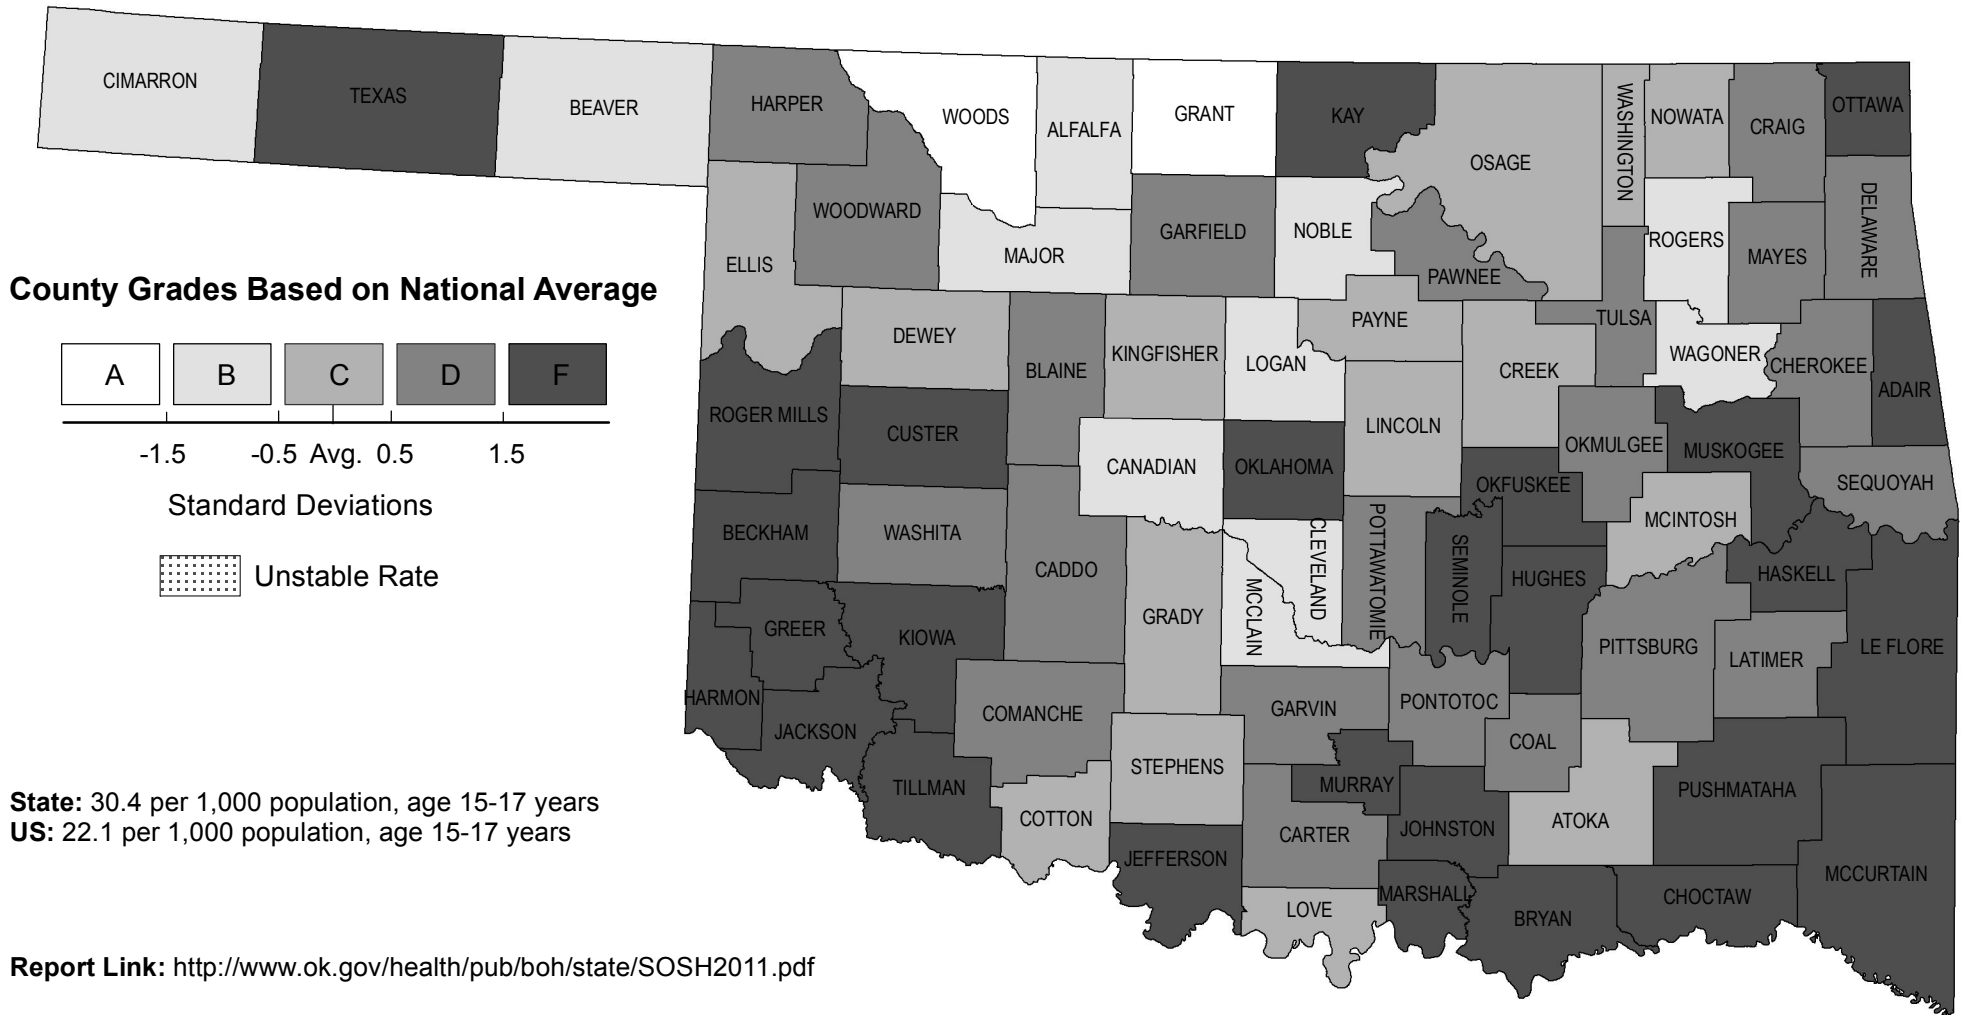 CIMARRON
TEXAS
BEAVER
HARPER
WOODS
ALFALFA
GRANT
KAY
OSAGE
WASHINGTON
NOWATA
CRAIG
OTTAWA
ELLIS
WOODWARD
MAJOR
GARFIELD
NOBLE
PAWNEE
ROGERS
MAYES
DELAWARE
County Grades Based on National Average
A B C D F
-1.5 -0.5 Avg. 0.5 1.5
Standard Deviations
Unstable Rate
DEWEY
BLAINE
KINGFISHER
LOGAN
PAYNE
CREEK
TULSA
WAGONER
CHEROKEE
ADAIR
ROGER MILLS
CUSTER
CANADIAN
OKLAHOMA
LINCOLN
OKMULGEE
MUSKOGEE
SEQUOYAH
BECKHAM
WASHITA
CADDO
GRADY
MCCLAIN
CLEVELAND
POTTAWATOMIE
SEMINOLE
OKFUSKEE
HUGHES
MCINTOSH
HASKELL
PITTSBURG
LATIMER
LE FLORE
GREER
KIOWA
HARMON
JACKSON
TILLMAN
COMANCHE
COTTON
STEPHENS
JEFFERSON
GARVIN
MURRAY
CARTER
LOVE
PONTOTOC
JOHNSTON
MARSHALL
COAL
ATOKA
BRYAN
PUSHMATAHA
CHOCTAW
MCCURTAIN
State: 30.4 per 1,000 population, age 15-17 years
US: 22.1 per 1,000 population, age 15-17 years
Report Link: http://www.ok.gov/health/pub/boh/state/SOSH2011.pdf